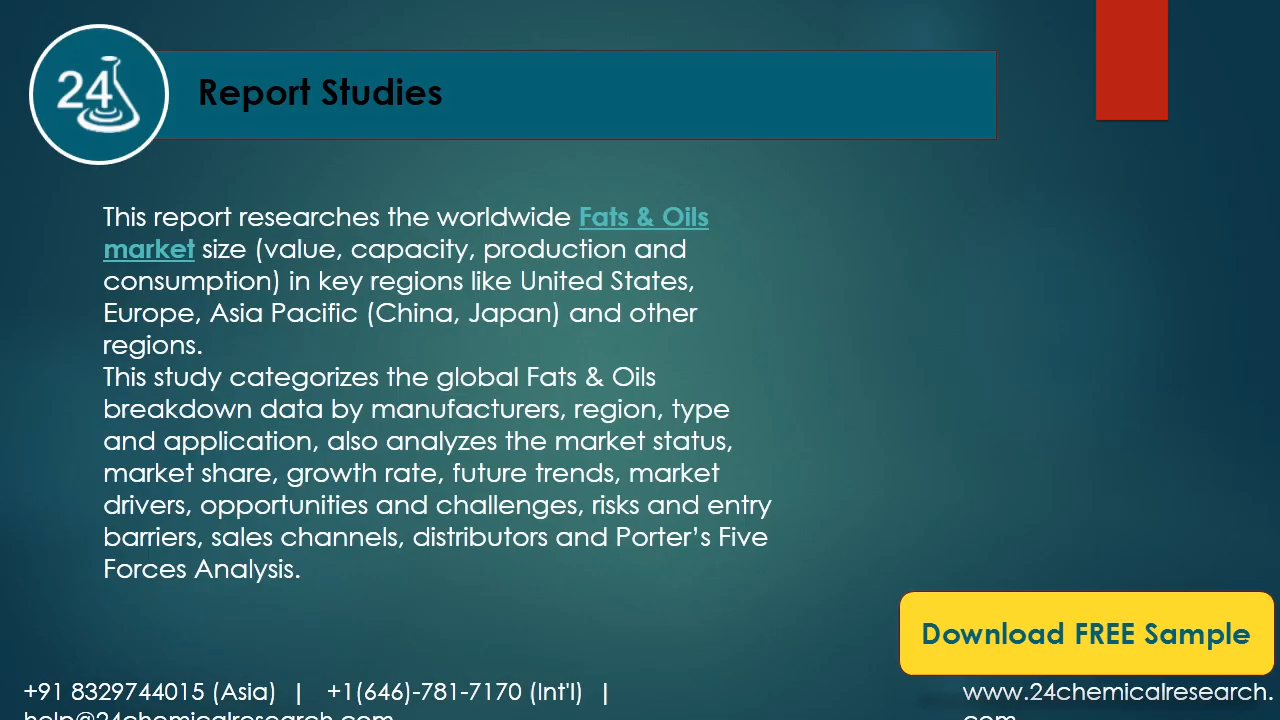 24
Report Studies
This report researches the worldwide Fats & Oils
market size (value, capacity, production and
consumption) in key regions like United States,
Europe, Asia Pacific (China, Japan) and other
regions.
This study categorizes the global Fats & Oils
breakdown data by manufacturers, region, type
and application, also analyzes the market status,
market share, growth rate, future trends, market
drivers, opportunities and challenges, risks and entry
barriers, sales channels, distributors and Porter’s Five
Forces Analysis.
Download FREE Sample
+91 8329744015 (Asia) | +1(646)-781-7170 (Int'l) |
help@24chemicalresearch.com
www.24chemicalresearch.
com